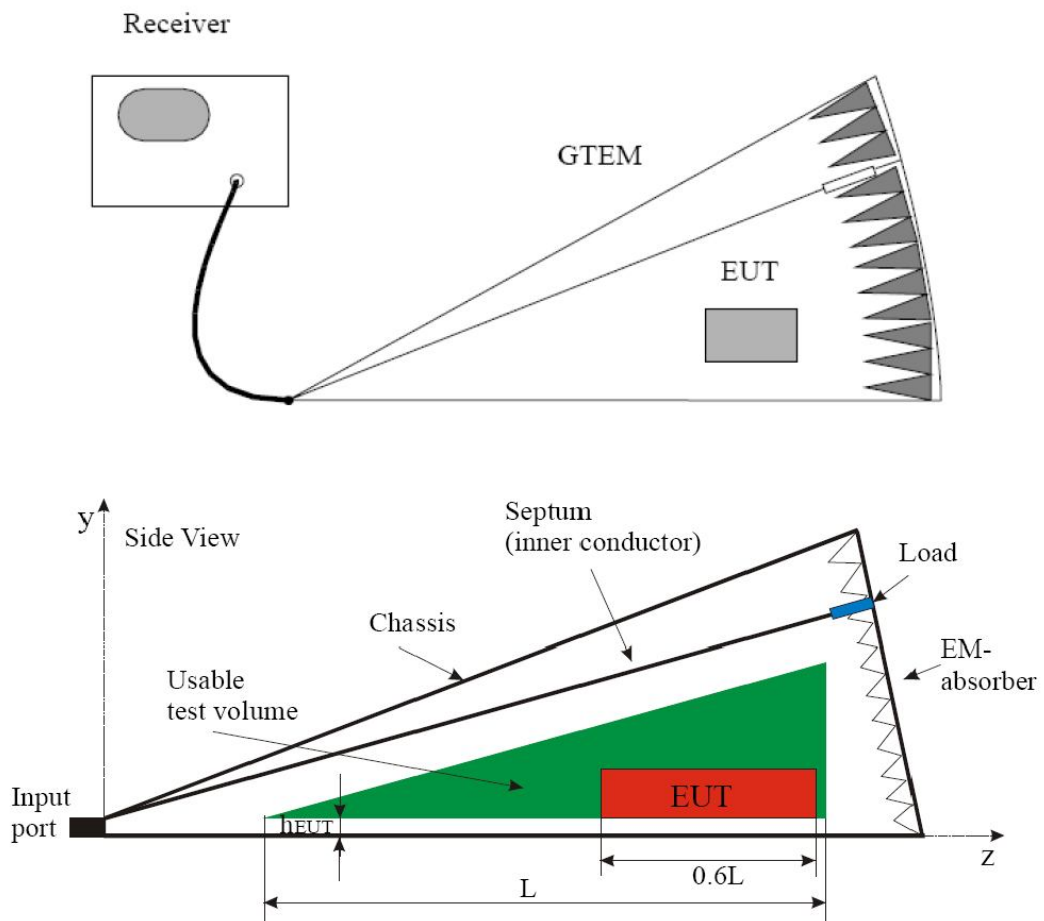 Receiver
GTEM
EUT
y
Side View
Septum
(inner conductor)
Load
Chassis
EM-
absorber
Usable
test volume
Input
port
hEUT
EUT
z
0.6L
L